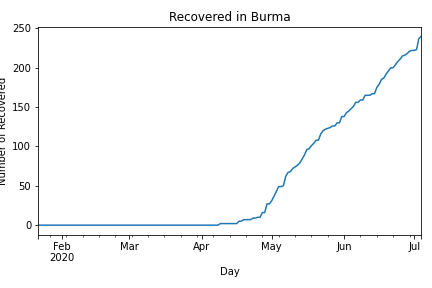 Recovered in Burma
Number of Recovered
250
200
150
100
50
0
Feb
2020
Mar
Apr
May
Jun
Jul
Day